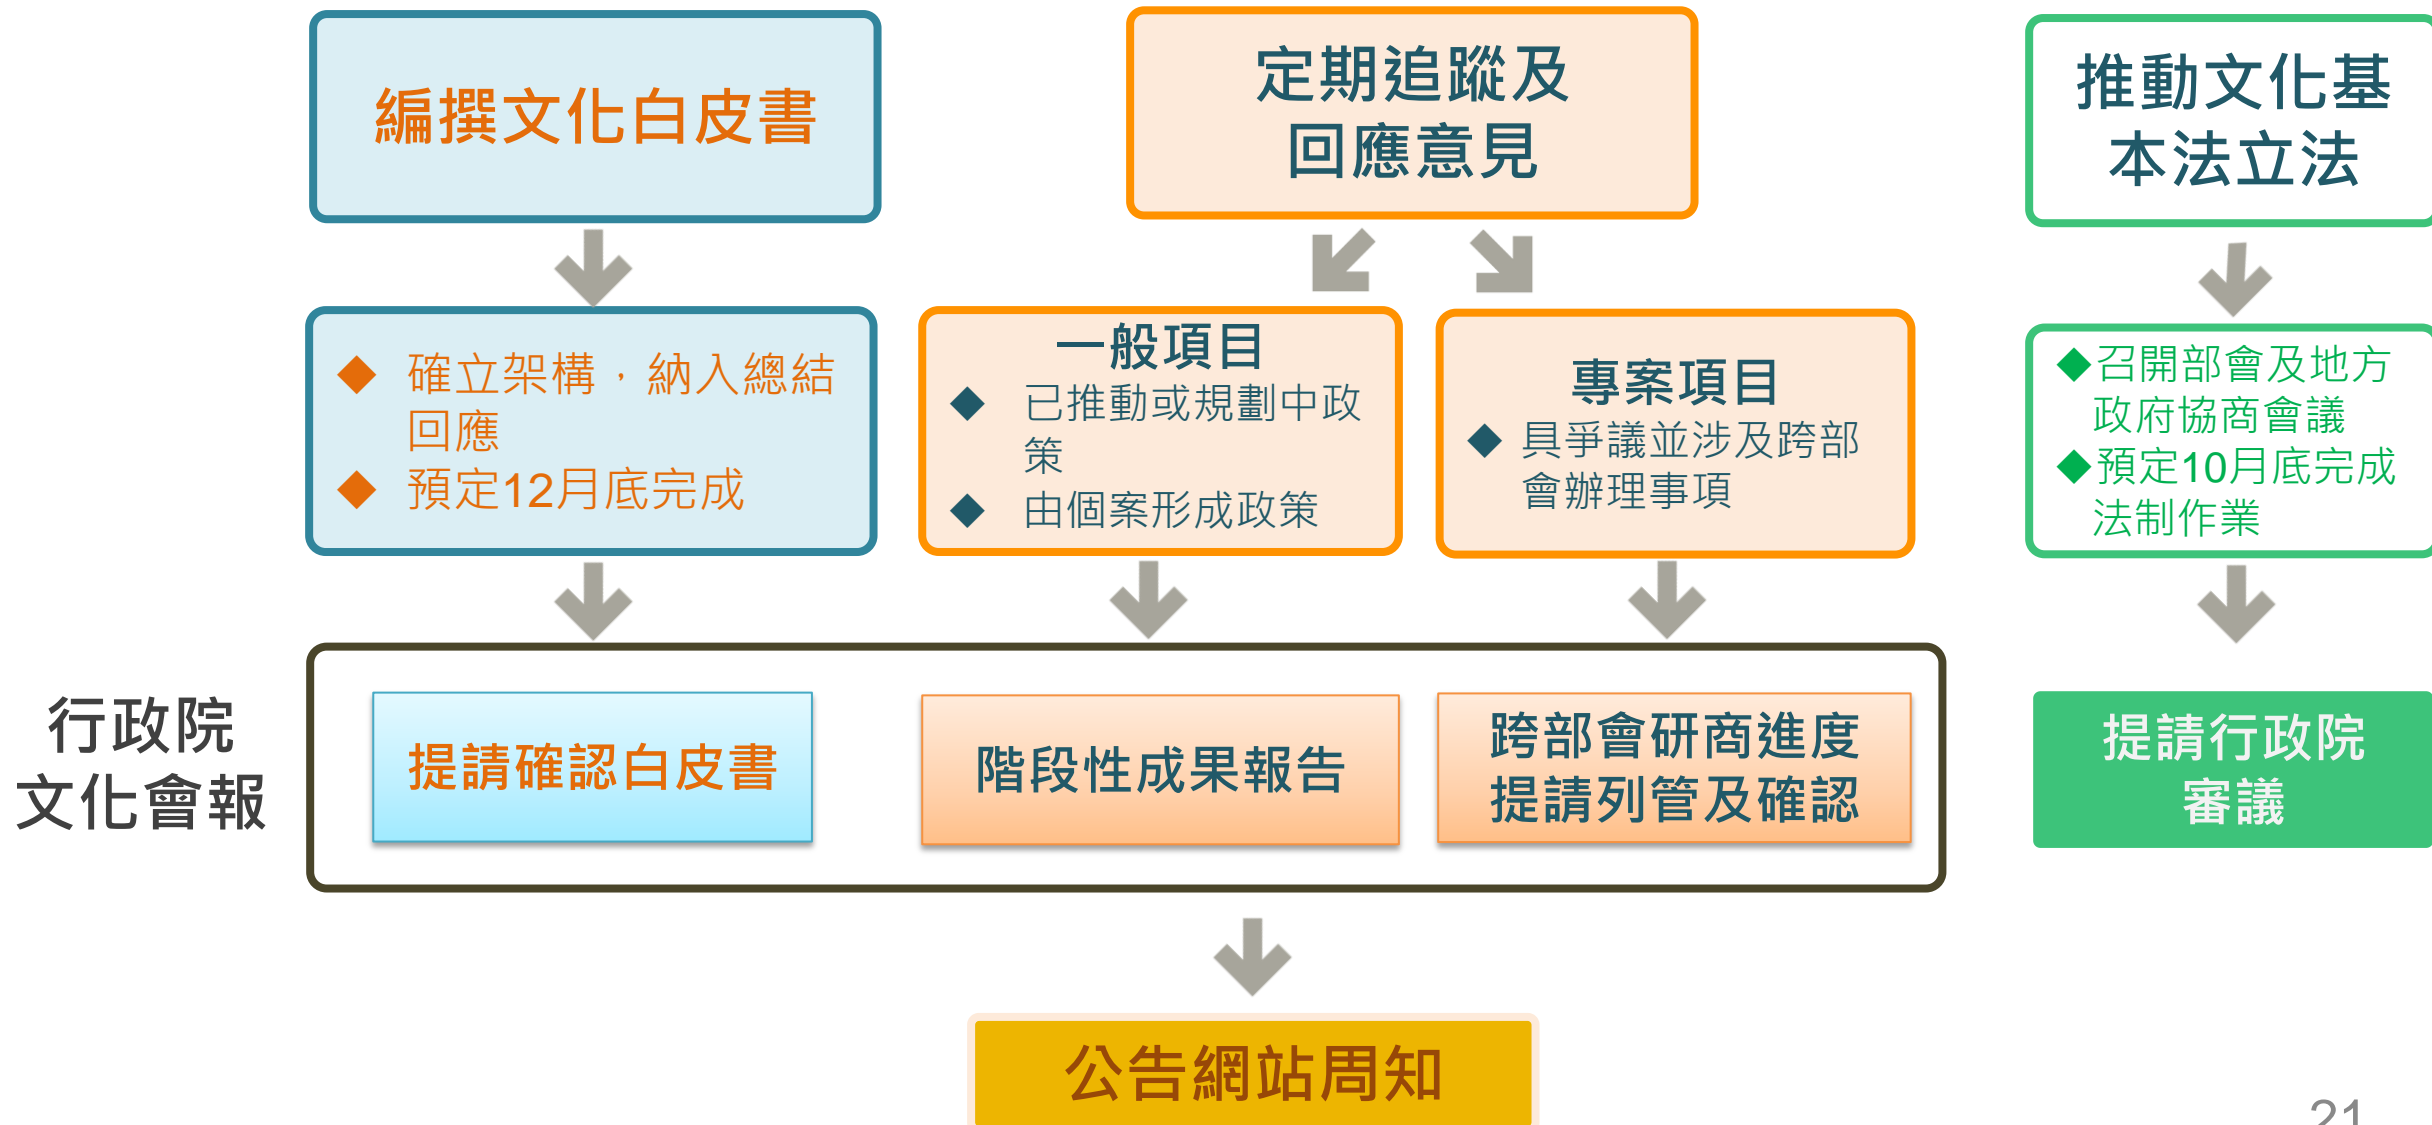 編撰文化白皮書
定期追蹤及
回應意見
推動文化基
本法立法
◆ 確立架構，納入總結
回應
◆ 預定12月底完成
一般項目
◆ 已推動或規劃中政
策
◆ 由個案形成政策
專案項目
◆ 具爭議並涉及跨部
會辦理事項
◆召開部會及地方
政府協商會議
◆預定10月底完成
法制作業
行政院
文化會報
提請確認白皮書
階段性成果報告
跨部會研商進度
提請列管及確認
提請行政院
審議
公告網站周知
21